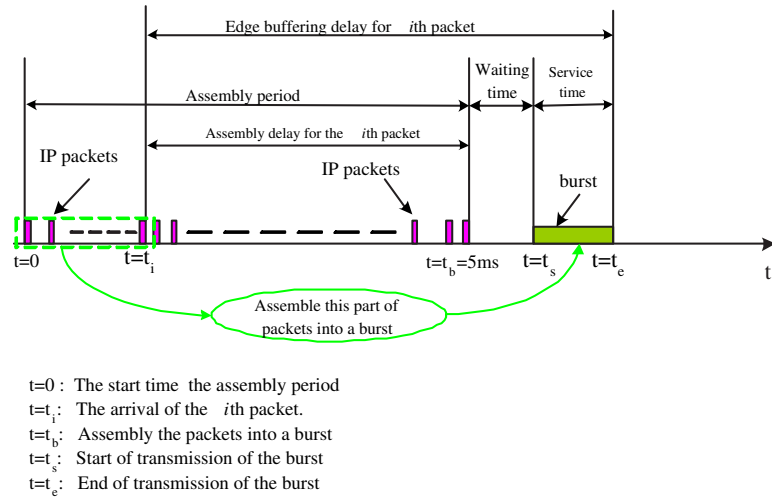 Edge buffering delay for ith packet
Waiting
time
Service
time
Assembly period
Assembly delay for the ith packet
IP packets
IP packets
burst
t=0
t=tᵢ
t=t_b=5ms
t=t_s
t=t_e
t
Assemble this part of
packets into a burst
t=0 : The start time the assembly period
t=tᵢ: The arrival of the ith packet.
t=t_b: Assembly the packets into a burst
t=t_s: Start of transmission of the burst
t=t_e: End of transmission of the burst